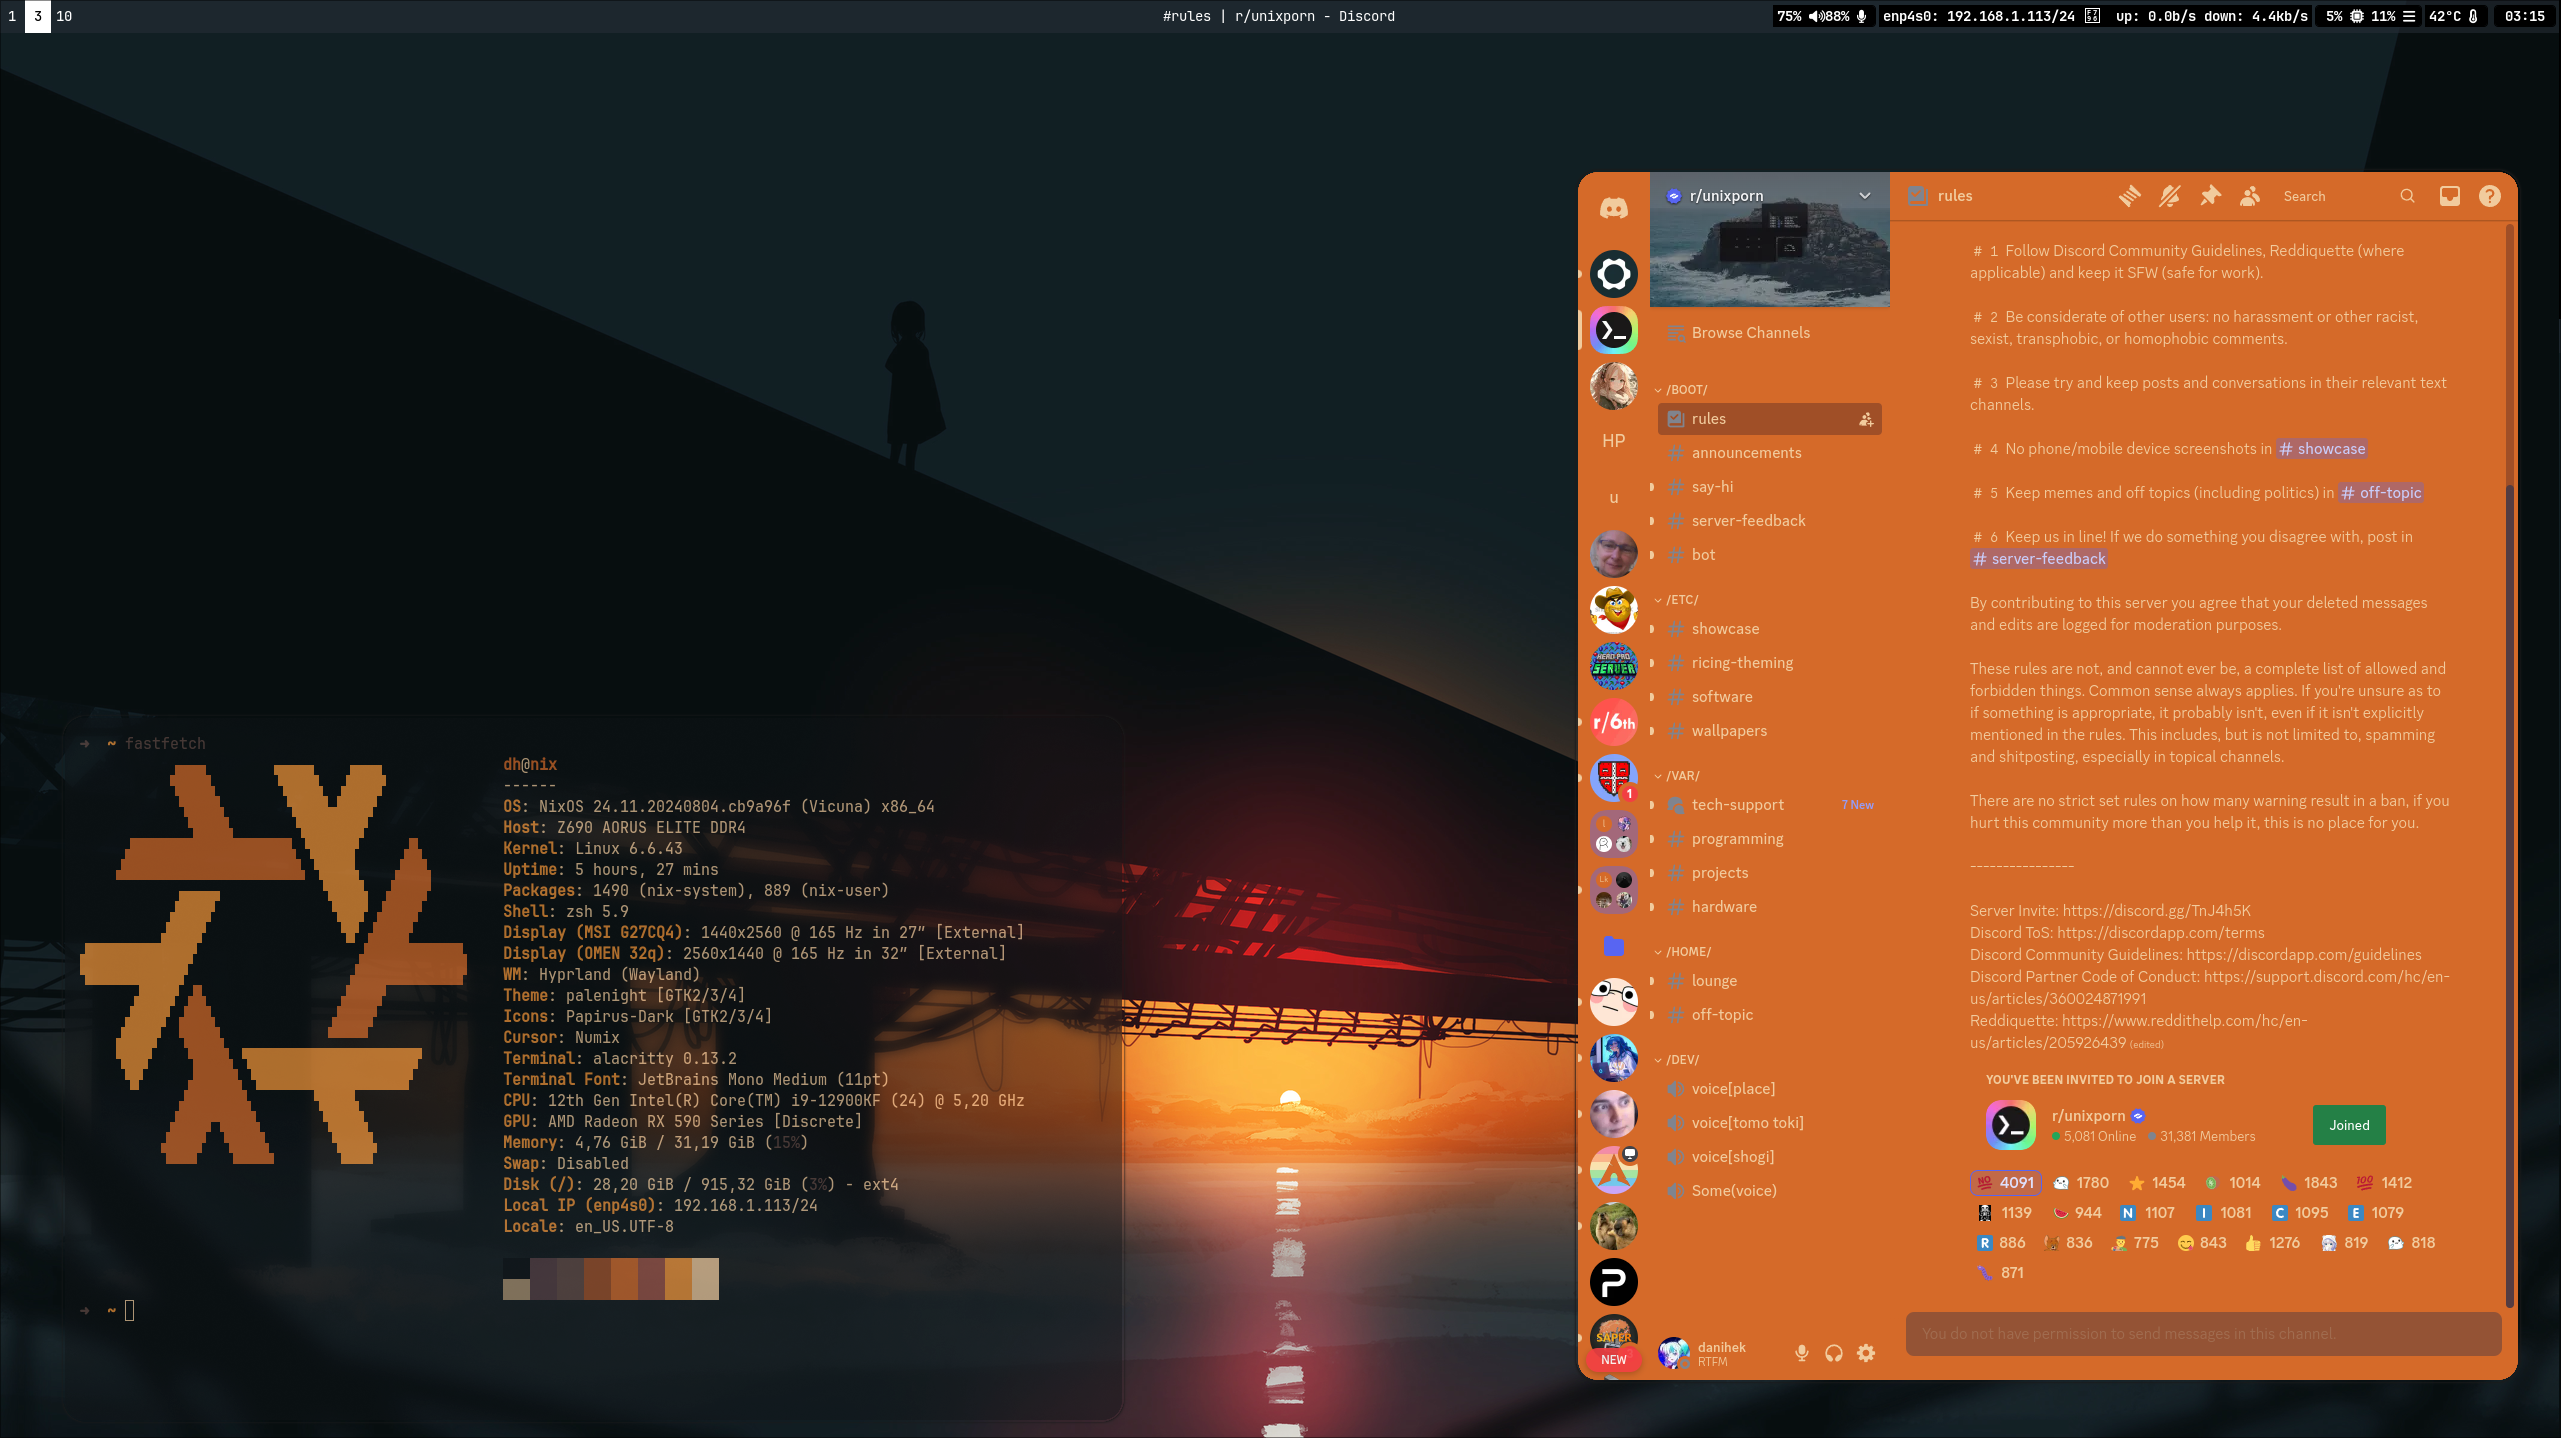 1 3 10
#rules | r/unixporn - Discord
75% 88% enp4s0: 192.168.1.113/24 up: 0.0b/s down: 4.4kb/s 5% 11% 42°C 03:15
➜ ~ fastfetch
dh@nix
------
OS: NixOS 24.11.20240804.cb9a96f (Vicuna) x86_64
Host: Z690 AORUS ELITE DDR4
Kernel: Linux 6.6.43
Uptime: 5 hours, 27 mins
Packages: 1490 (nix-system), 889 (nix-user)
Shell: zsh 5.9
Display (MSI G27CQ4): 1440x2560 @ 165 Hz in 27″ [External]
Display (OMEN 32q): 2560x1440 @ 165 Hz in 32″ [External]
WM: Hyprland (Wayland)
Theme: palenight [GTK2/3/4]
Icons: Papirus-Dark [GTK2/3/4]
Cursor: Numix
Terminal: alacritty 0.13.2
Terminal Font: JetBrains Mono Medium (11pt)
CPU: 12th Gen Intel(R) Core(TM) i9-12900KF (24) @ 5,20 GHz
GPU: AMD Radeon RX 590 Series [Discrete]
Memory: 4,76 GiB / 31,19 GiB (15%)
Swap: Disabled
Disk (/): 28,20 GiB / 915,32 GiB (3%) - ext4
Local IP (enp4s0): 192.168.1.113/24
Locale: en_US.UTF-8
➜ ~
HP
u
HEAD PRO
SERVER
r/6th
1
SAPER
NEW
r/unixporn
Browse Channels
/BOOT/
rules
announcements
say-hi
server-feedback
bot
/ETC/
showcase
ricing-theming
software
wallpapers
/VAR/
tech-support 7 New
programming
projects
hardware
/HOME/
lounge
off-topic
/DEV/
voice[place]
voice[tomo toki]
voice[shogi]
Some(voice)
danihek
RTFM
rules
Search
# 1 Follow Discord Community Guidelines, Reddiquette (where
applicable) and keep it SFW (safe for work).
# 2 Be considerate of other users: no harassment or other racist,
sexist, transphobic, or homophobic comments.
# 3 Please try and keep posts and conversations in their relevant text
channels.
# 4 No phone/mobile device screenshots in # showcase
# 5 Keep memes and off topics (including politics) in # off-topic
# 6 Keep us in line! If we do something you disagree with, post in
# server-feedback
By contributing to this server you agree that your deleted messages
and edits are logged for moderation purposes.
These rules are not, and cannot ever be, a complete list of allowed and
forbidden things. Common sense always applies. If you're unsure as to
if something is appropriate, it probably isn't, even if it isn't explicitly
mentioned in the rules. This includes, but is not limited to, spamming
and shitposting, especially in topical channels.
There are no strict set rules on how many warning result in a ban, if you
hurt this community more than you help it, this is no place for you.
----------------
Server Invite: https://discord.gg/TnJ4h5K
Discord ToS: https://discordapp.com/terms
Discord Community Guidelines: https://discordapp.com/guidelines
Discord Partner Code of Conduct: https://support.discord.com/hc/en-
us/articles/360024871991
Reddiquette: https://www.reddithelp.com/hc/en-
us/articles/205926439 (edited)
YOU'VE BEEN INVITED TO JOIN A SERVER
r/unixporn
5,081 Online 31,381 Members
Joined
4091 1780 1454 1014 1843 1412
1139 944 N 1107 I 1081 C 1095 E 1079
R 886 836 775 843 1276 819 818
871
You do not have permission to send messages in this channel.